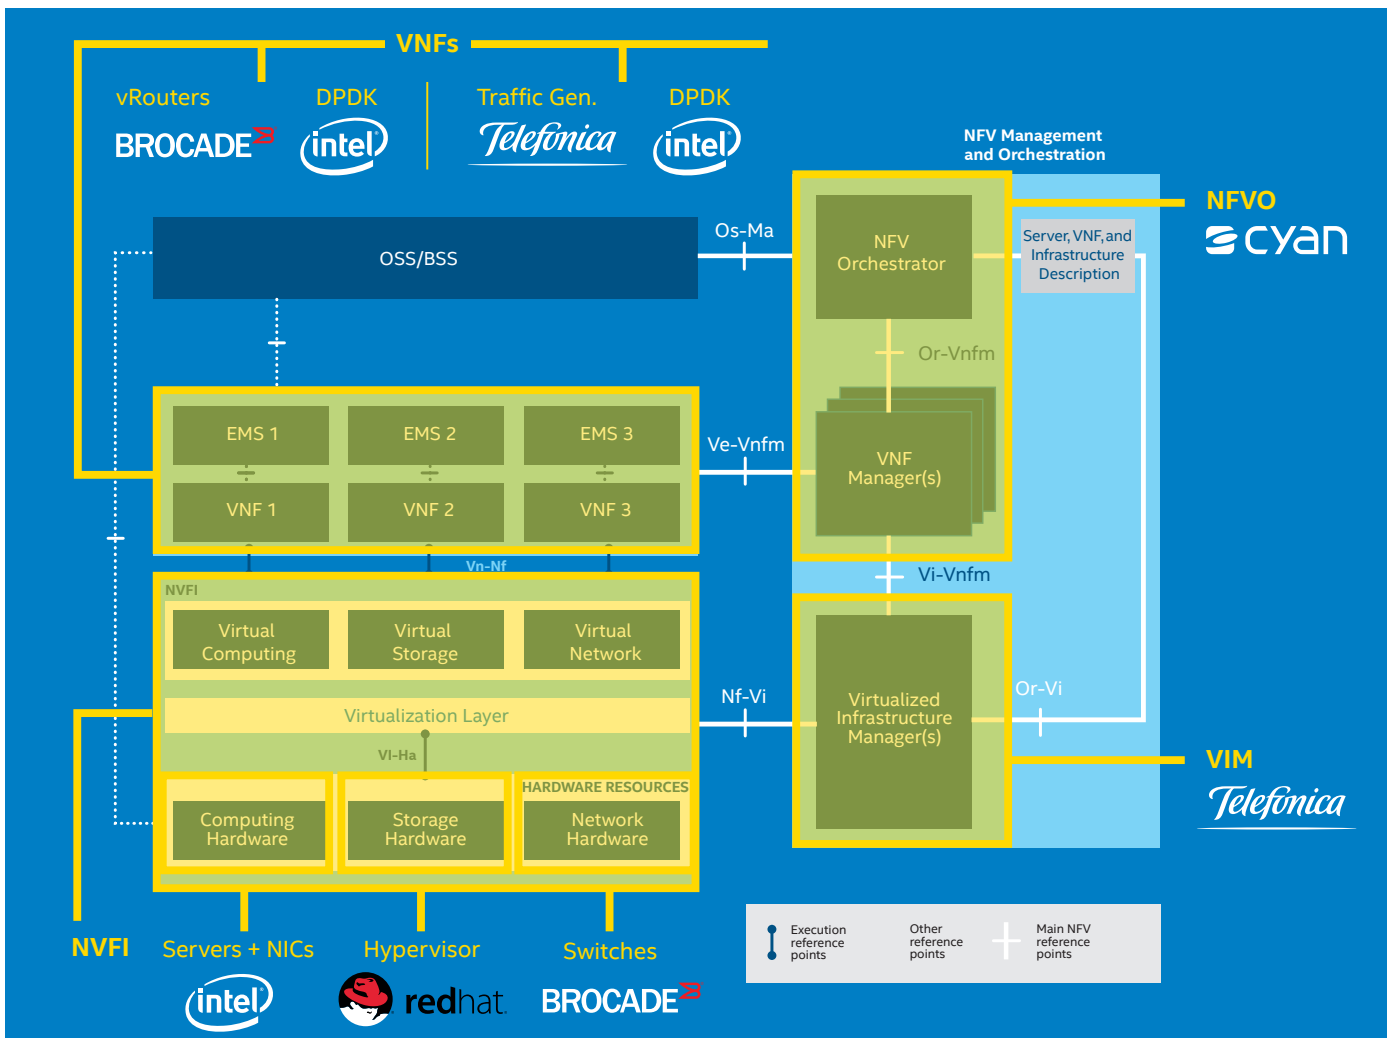 VNFs
vRouters
DPDK
Traffic Gen.
DPDK
BROCADE
intel
Telefónica
intel
NFV Management
and Orchestration
NFVO
CYAN
OSS/BSS
Os-Ma
NFV
Orchestrator
Server, VNF, and
Infrastructure
Description
Or-Vnfm
EMS 1
EMS 2
EMS 3
Ve-Vnfm
VNF
Manager(s)
VNF 1
VNF 2
VNF 3
Vn-Nf
Vi-Vnfm
NVFI
Virtual
Computing
Virtual
Storage
Virtual
Network
Nf-Vi
Virtualized
Infrastructure
Manager(s)
Or-Vi
Virtualization Layer
VI-Ha
VIM
Telefónica
HARDWARE RESOURCES
Computing
Hardware
Storage
Hardware
Network
Hardware
NVFI
Servers + NICs
Hypervisor
Switches
intel
redhat.
BROCADE
Execution
reference
points
Other
reference
points
Main NFV
reference
points